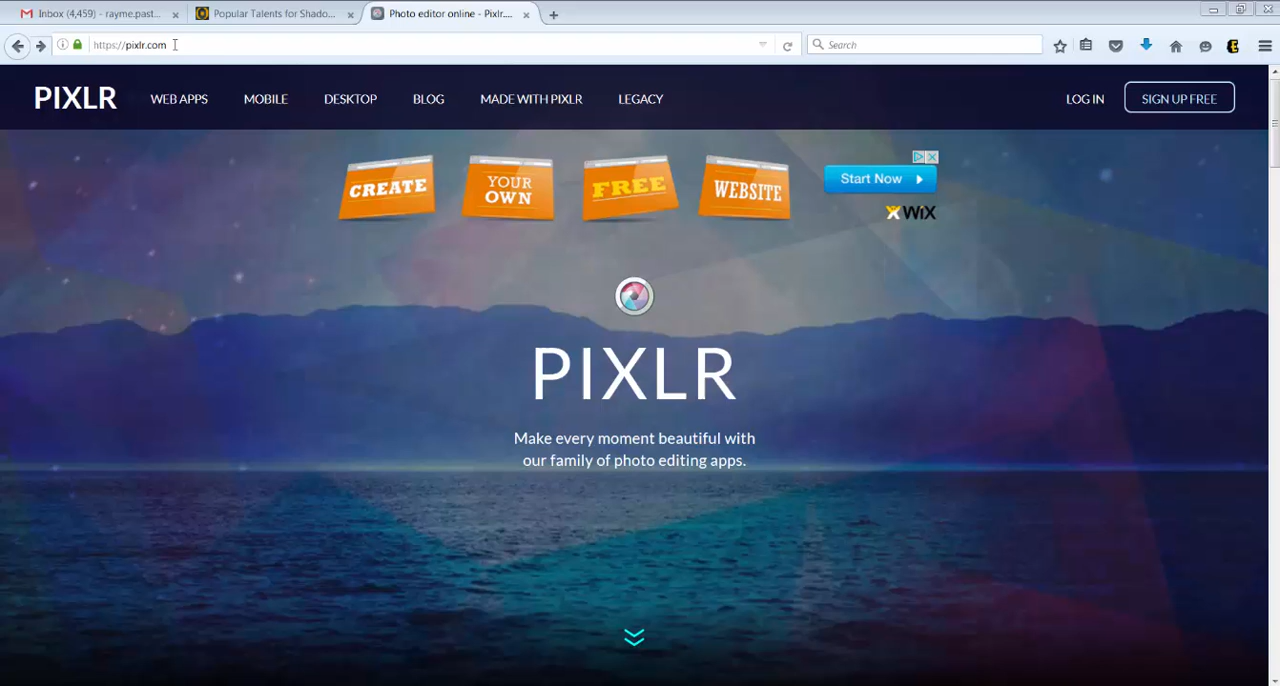 Inbox (4,459) - rayme.past...
Popular Talents for Shado...
Photo editor online - Pixlr....
https://pixlr.com
Search
PIXLR
WEB APPS
MOBILE
DESKTOP
BLOG
MADE WITH PIXLR
LEGACY
LOG IN
SIGN UP FREE
CREATE
YOUR
OWN
FREE
WEBSITE
Start Now
WiX
PIXLR
Make every moment beautiful with
our family of photo editing apps.